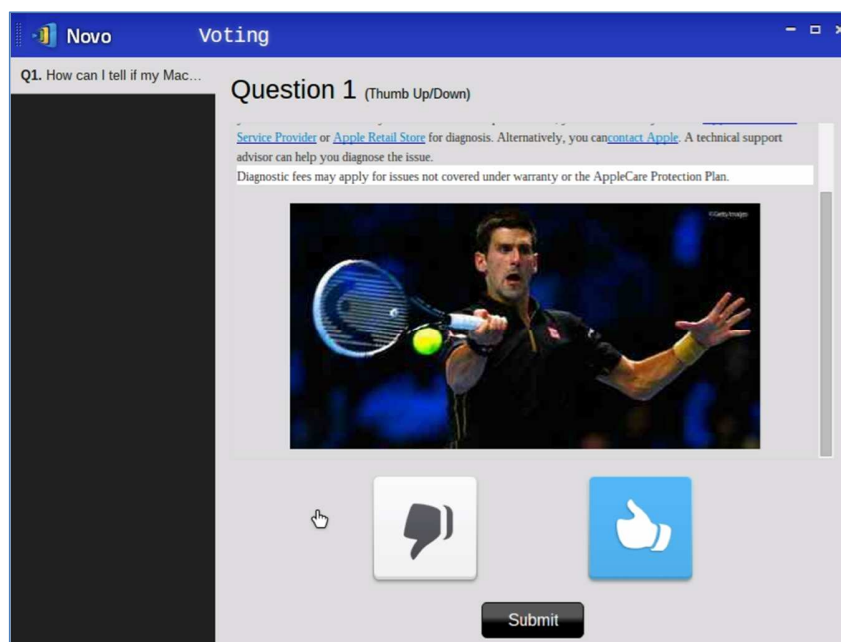 Novo
Voting
Q1. How can I tell if my Mac...
Question 1 (Thumb Up/Down)
Service Provider or Apple Retail Store for diagnosis. Alternatively, you cancontact Apple. A technical support
advisor can help you diagnose the issue.
Diagnostic fees may apply for issues not covered under warranty or the AppleCare Protection Plan.
©Getty Images
Submit